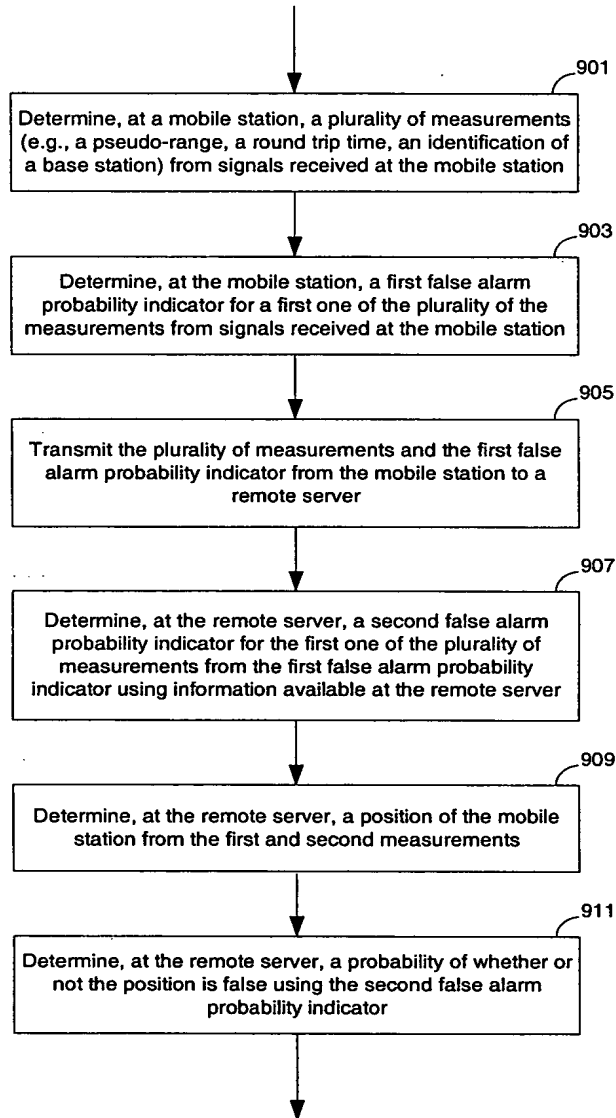 901
Determine, at a mobile station, a plurality of measurements
(e.g., a pseudo-range, a round trip time, an identification of
a base station) from signals received at the mobile station
903
Determine, at the mobile station, a first false alarm
probability indicator for a first one of the plurality of the
measurements from signals received at the mobile station
905
Transmit the plurality of measurements and the first false
alarm probability indicator from the mobile station to a
remote server
907
Determine, at the remote server, a second false alarm
probability indicator for the first one of the plurality of
measurements from the first false alarm probability
indicator using information available at the remote server
909
Determine, at the remote server, a position of the mobile
station from the first and second measurements
911
Determine, at the remote server, a probability of whether or
not the position is false using the second false alarm
probability indicator